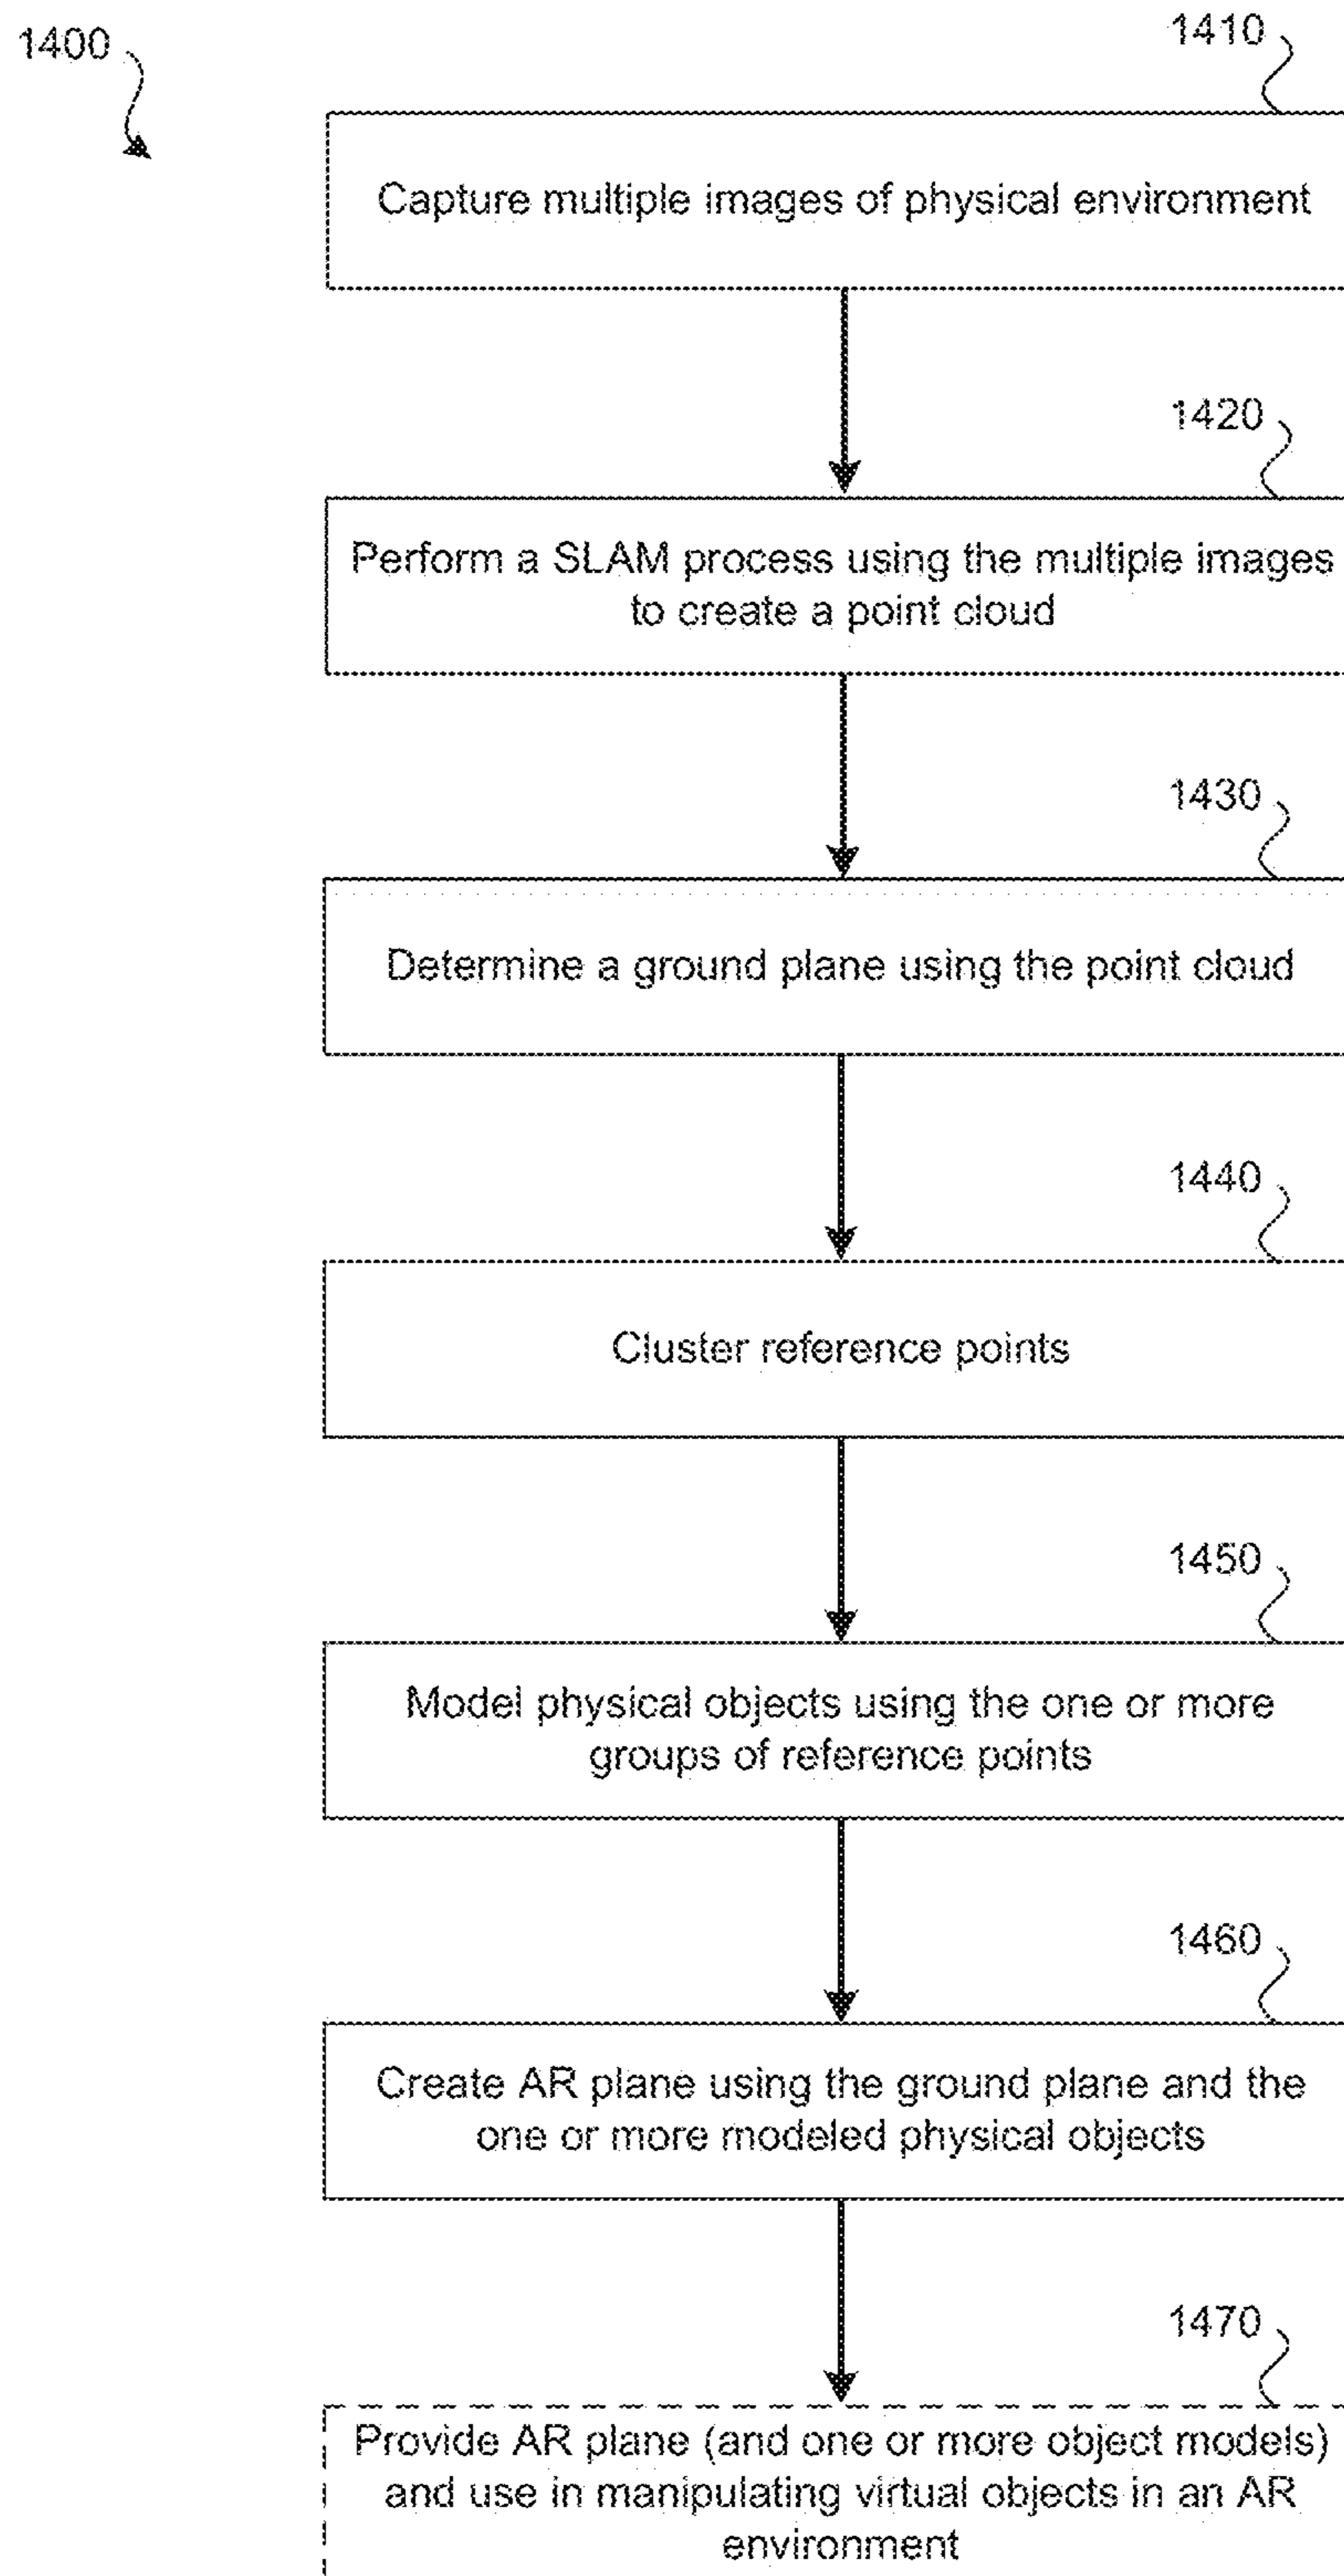 1400
1410
Capture multiple images of physical environment
1420
Perform a SLAM process using the multiple images
to create a point cloud
1430
Determine a ground plane using the point cloud
1440
Cluster reference points
1450
Model physical objects using the one or more
groups of reference points
1460
Create AR plane using the ground plane and the
one or more modeled physical objects
1470
Provide AR plane (and one or more object models)
and use in manipulating virtual objects in an AR
environment